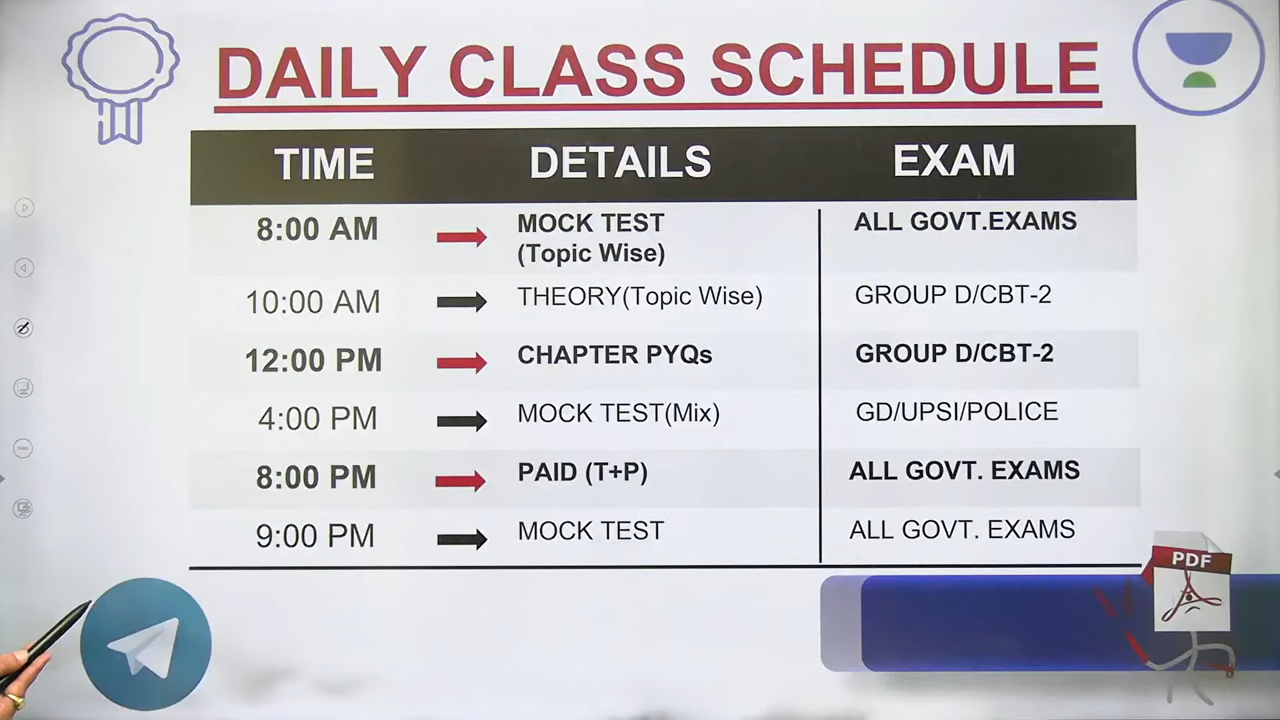 DAILY CLASS SCHEDULE
TIME DETAILS EXAM
8:00 AM MOCK TEST (Topic Wise) ALL GOVT.EXAMS
10:00 AM THEORY(Topic Wise) GROUP D/CBT-2
12:00 PM CHAPTER PYQs GROUP D/CBT-2
4:00 PM MOCK TEST(Mix) GD/UPSI/POLICE
8:00 PM PAID (T+P) ALL GOVT. EXAMS
9:00 PM MOCK TEST ALL GOVT. EXAMS
PDF